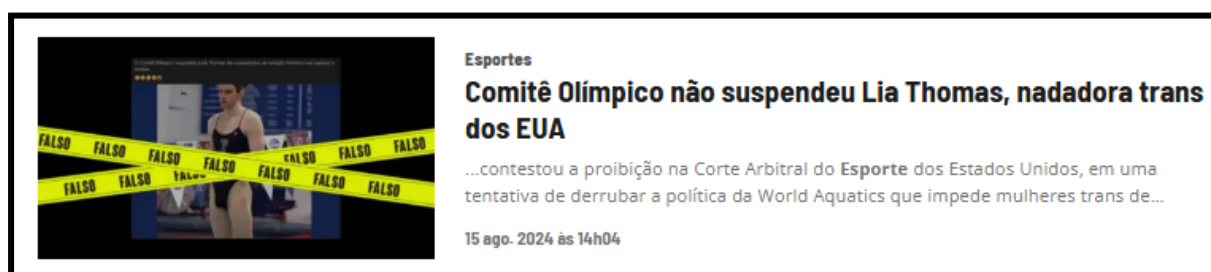 Esportes
Comitê Olímpico não suspendeu Lia Thomas, nadadora trans
dos EUA
...contestou a proibição na Corte Arbitral do Esporte dos Estados Unidos, em uma
tentativa de derrubar a política da World Aquatics que impede mulheres trans de...
15 ago. 2024 às 14h04
FALSO FALSO FALSO FALSO FALSO FALSO FALSO
FALSO FALSO FALSO FALSO FALSO FALSO